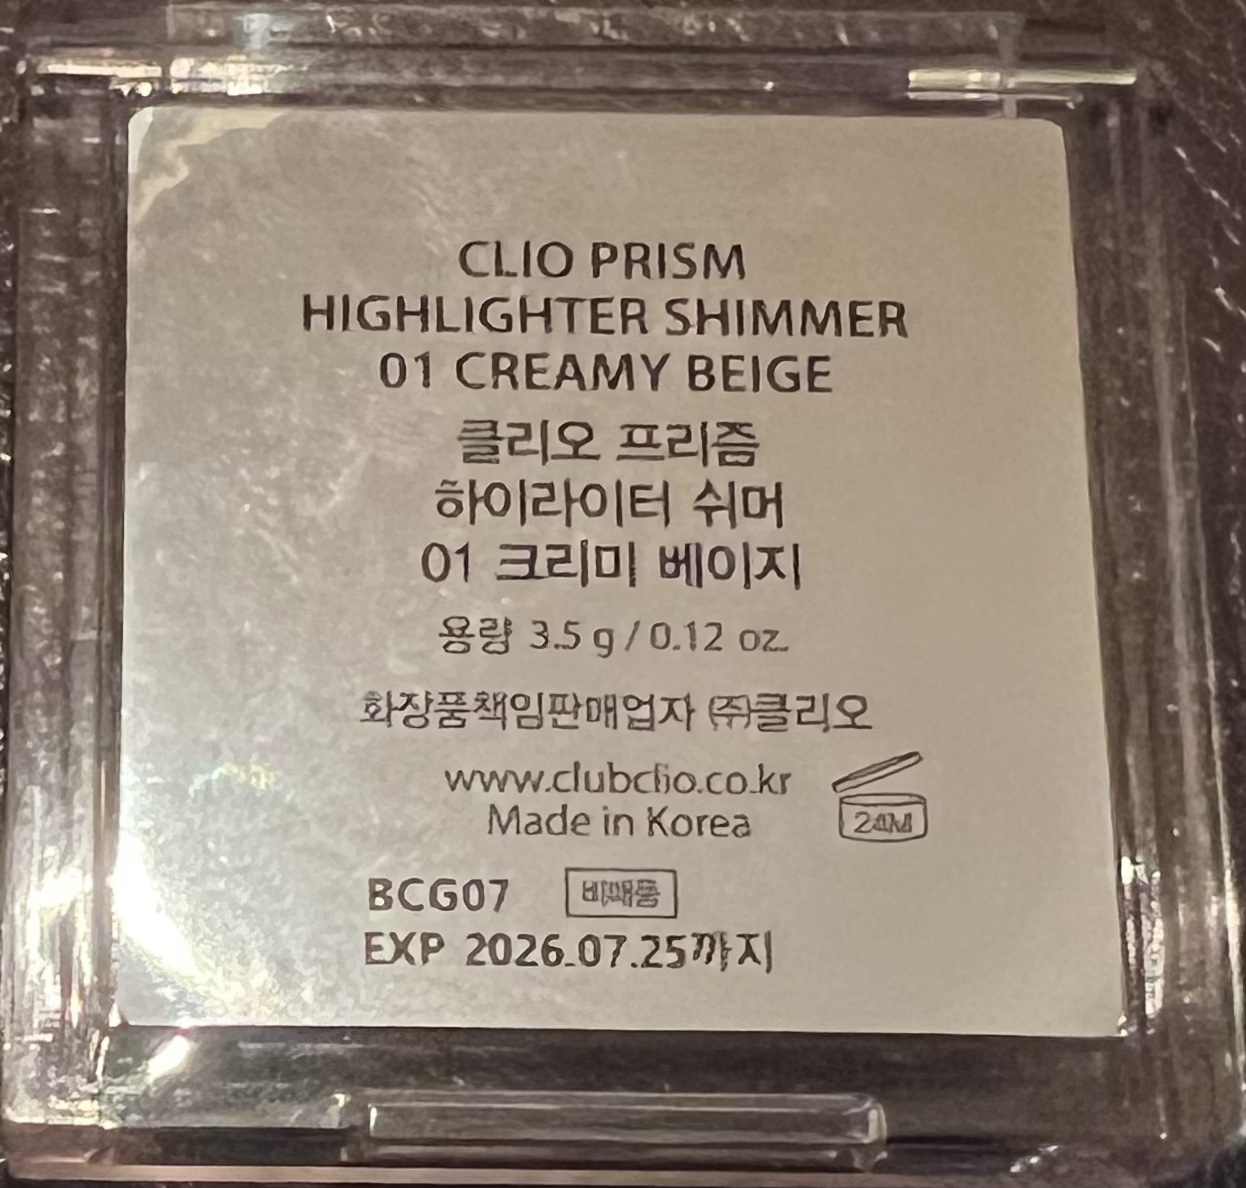 CLIO PRISM
HIGHLIGHTER SHIMMER
01 CREAMY BEIGE
클리오 프리즘
하이라이터 쉬머
01 크리미 베이지
용량 3.5 g / 0.12 oz.
화장품책임판매업자 ㈜클리오
www.clubclio.co.kr
Made in Korea
24M
BCG07
비매품
EXP 2026.07.25까지